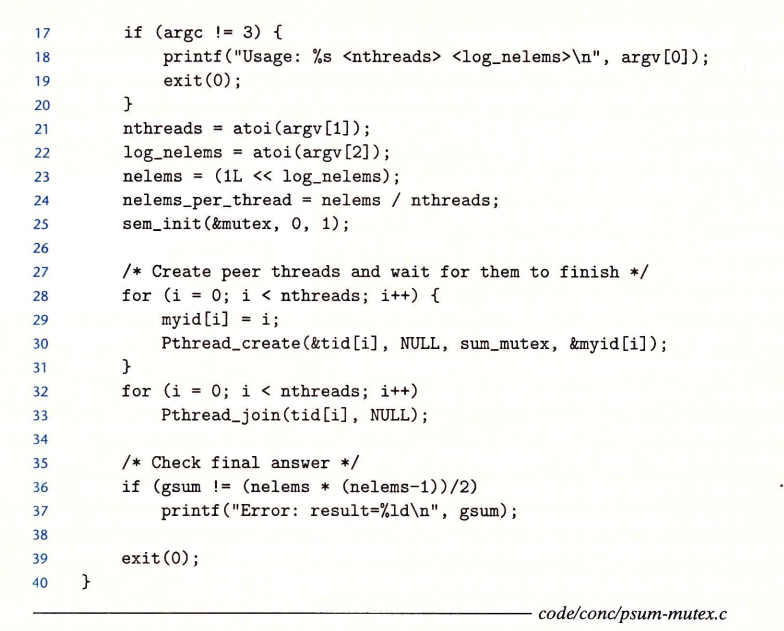 17 if (argc != 3) {
18 printf("Usage: %s <nthreads> <log_nelems>\n", argv[0]);
19 exit(0);
20 }
21 nthreads = atoi(argv[1]);
22 log_nelems = atoi(argv[2]);
23 nelems = (1L << log_nelems);
24 nelems_per_thread = nelems / nthreads;
25 sem_init(&mutex, 0, 1);
26
27 /* Create peer threads and wait for them to finish */
28 for (i = 0; i < nthreads; i++) {
29 myid[i] = i;
30 Pthread_create(&tid[i], NULL, sum_mutex, &myid[i]);
31 }
32 for (i = 0; i < nthreads; i++)
33 Pthread_join(tid[i], NULL);
34
35 /* Check final answer */
36 if (gsum != (nelems * (nelems-1))/2)
37 printf("Error: result=%ld\n", gsum);
38
39 exit(0);
40 }
code/conc/psum-mutex.c